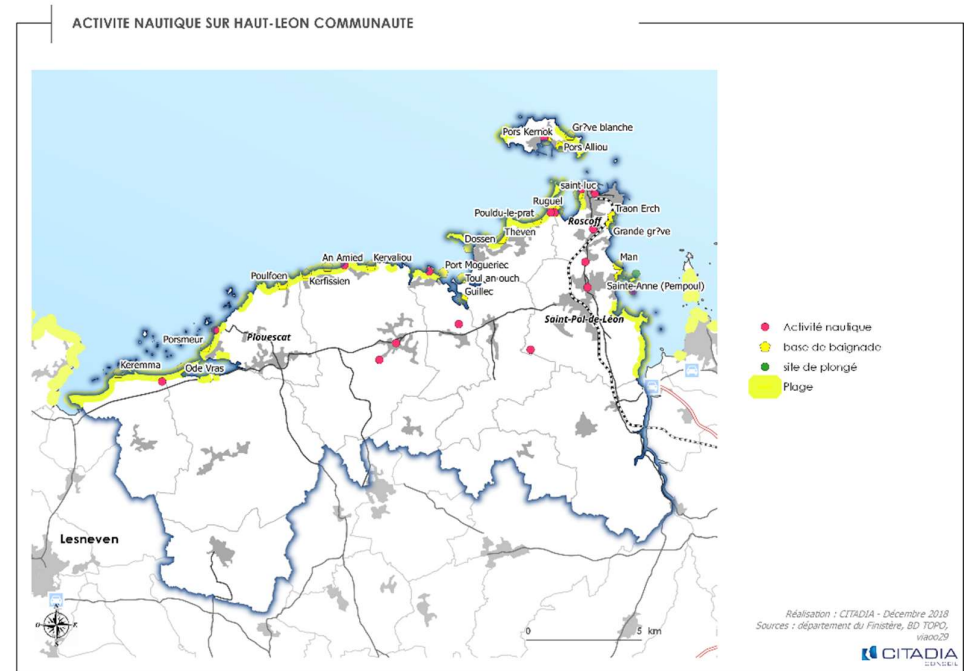 ACTIVITE NAUTIQUE SUR HAUT-LEON COMMUNAUTE
Pors Kernok
Gr?ve blanche
Pors Alliou
saint luc
Ruguel
Traon Erch
Pouldu-le-prat
Roscoff
Theven
Grande gr?ve
Dossen
An Amied
Kervaliou
Man
Port Mogueriec
Poulfoen
Toul an ouch
Kerfissien
Sainte-Anne (Pempoul)
Guillec
Saint-Pol-de-Léon
Porsmeur
Plouescat
Keremma
Ode Vras
Lesneven
Activité nautique
base de baignade
site de plongé
Plage
0
5 km
Réalisation : CITADIA - Décembre 2018
Sources : département du Finistère, BD TOPO,
viaoo29
CITADIA